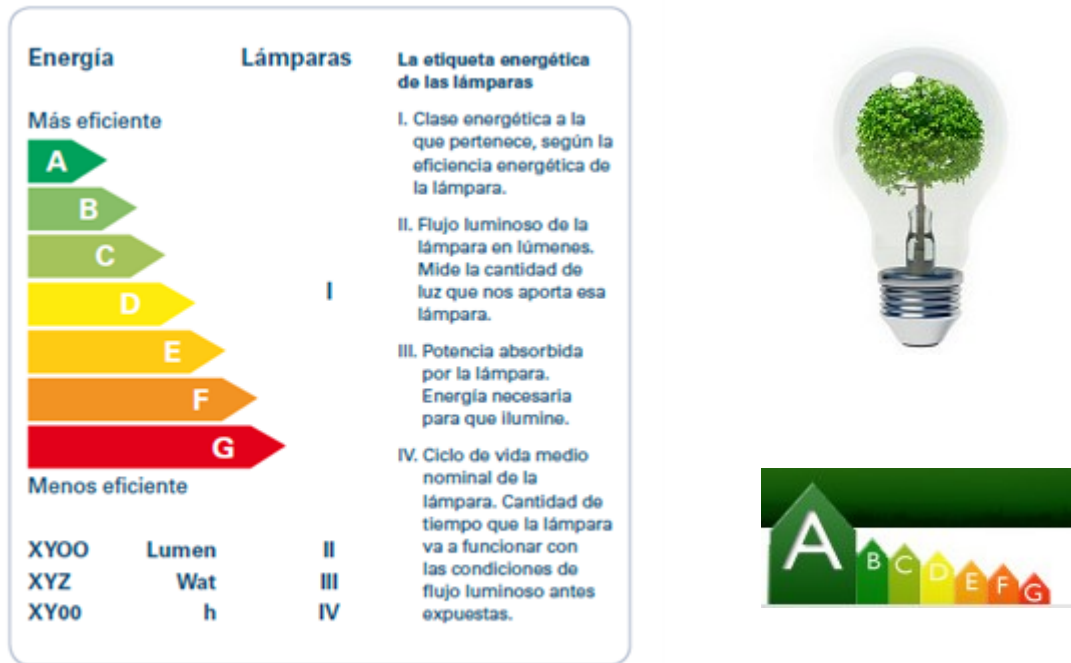 Energía
Lámparas
Más eficiente
A
B
C
D
E
F
G
I
Menos eficiente
XYOO Lumen II
XYZ Wat III
XY00 h IV
La etiqueta energética
de las lámparas
I. Clase energética a la
que pertenece, según la
eficiencia energética de
la lámpara.
II. Flujo luminoso de la
lámpara en lúmenes.
Mide la cantidad de
luz que nos aporta esa
lámpara.
III. Potencia absorbida
por la lámpara.
Energía necesaria
para que ilumine.
IV. Ciclo de vida medio
nominal de la
lámpara. Cantidad de
tiempo que la lámpara
va a funcionar con
las condiciones de
flujo luminoso antes
expuestas.
A B C D E F G